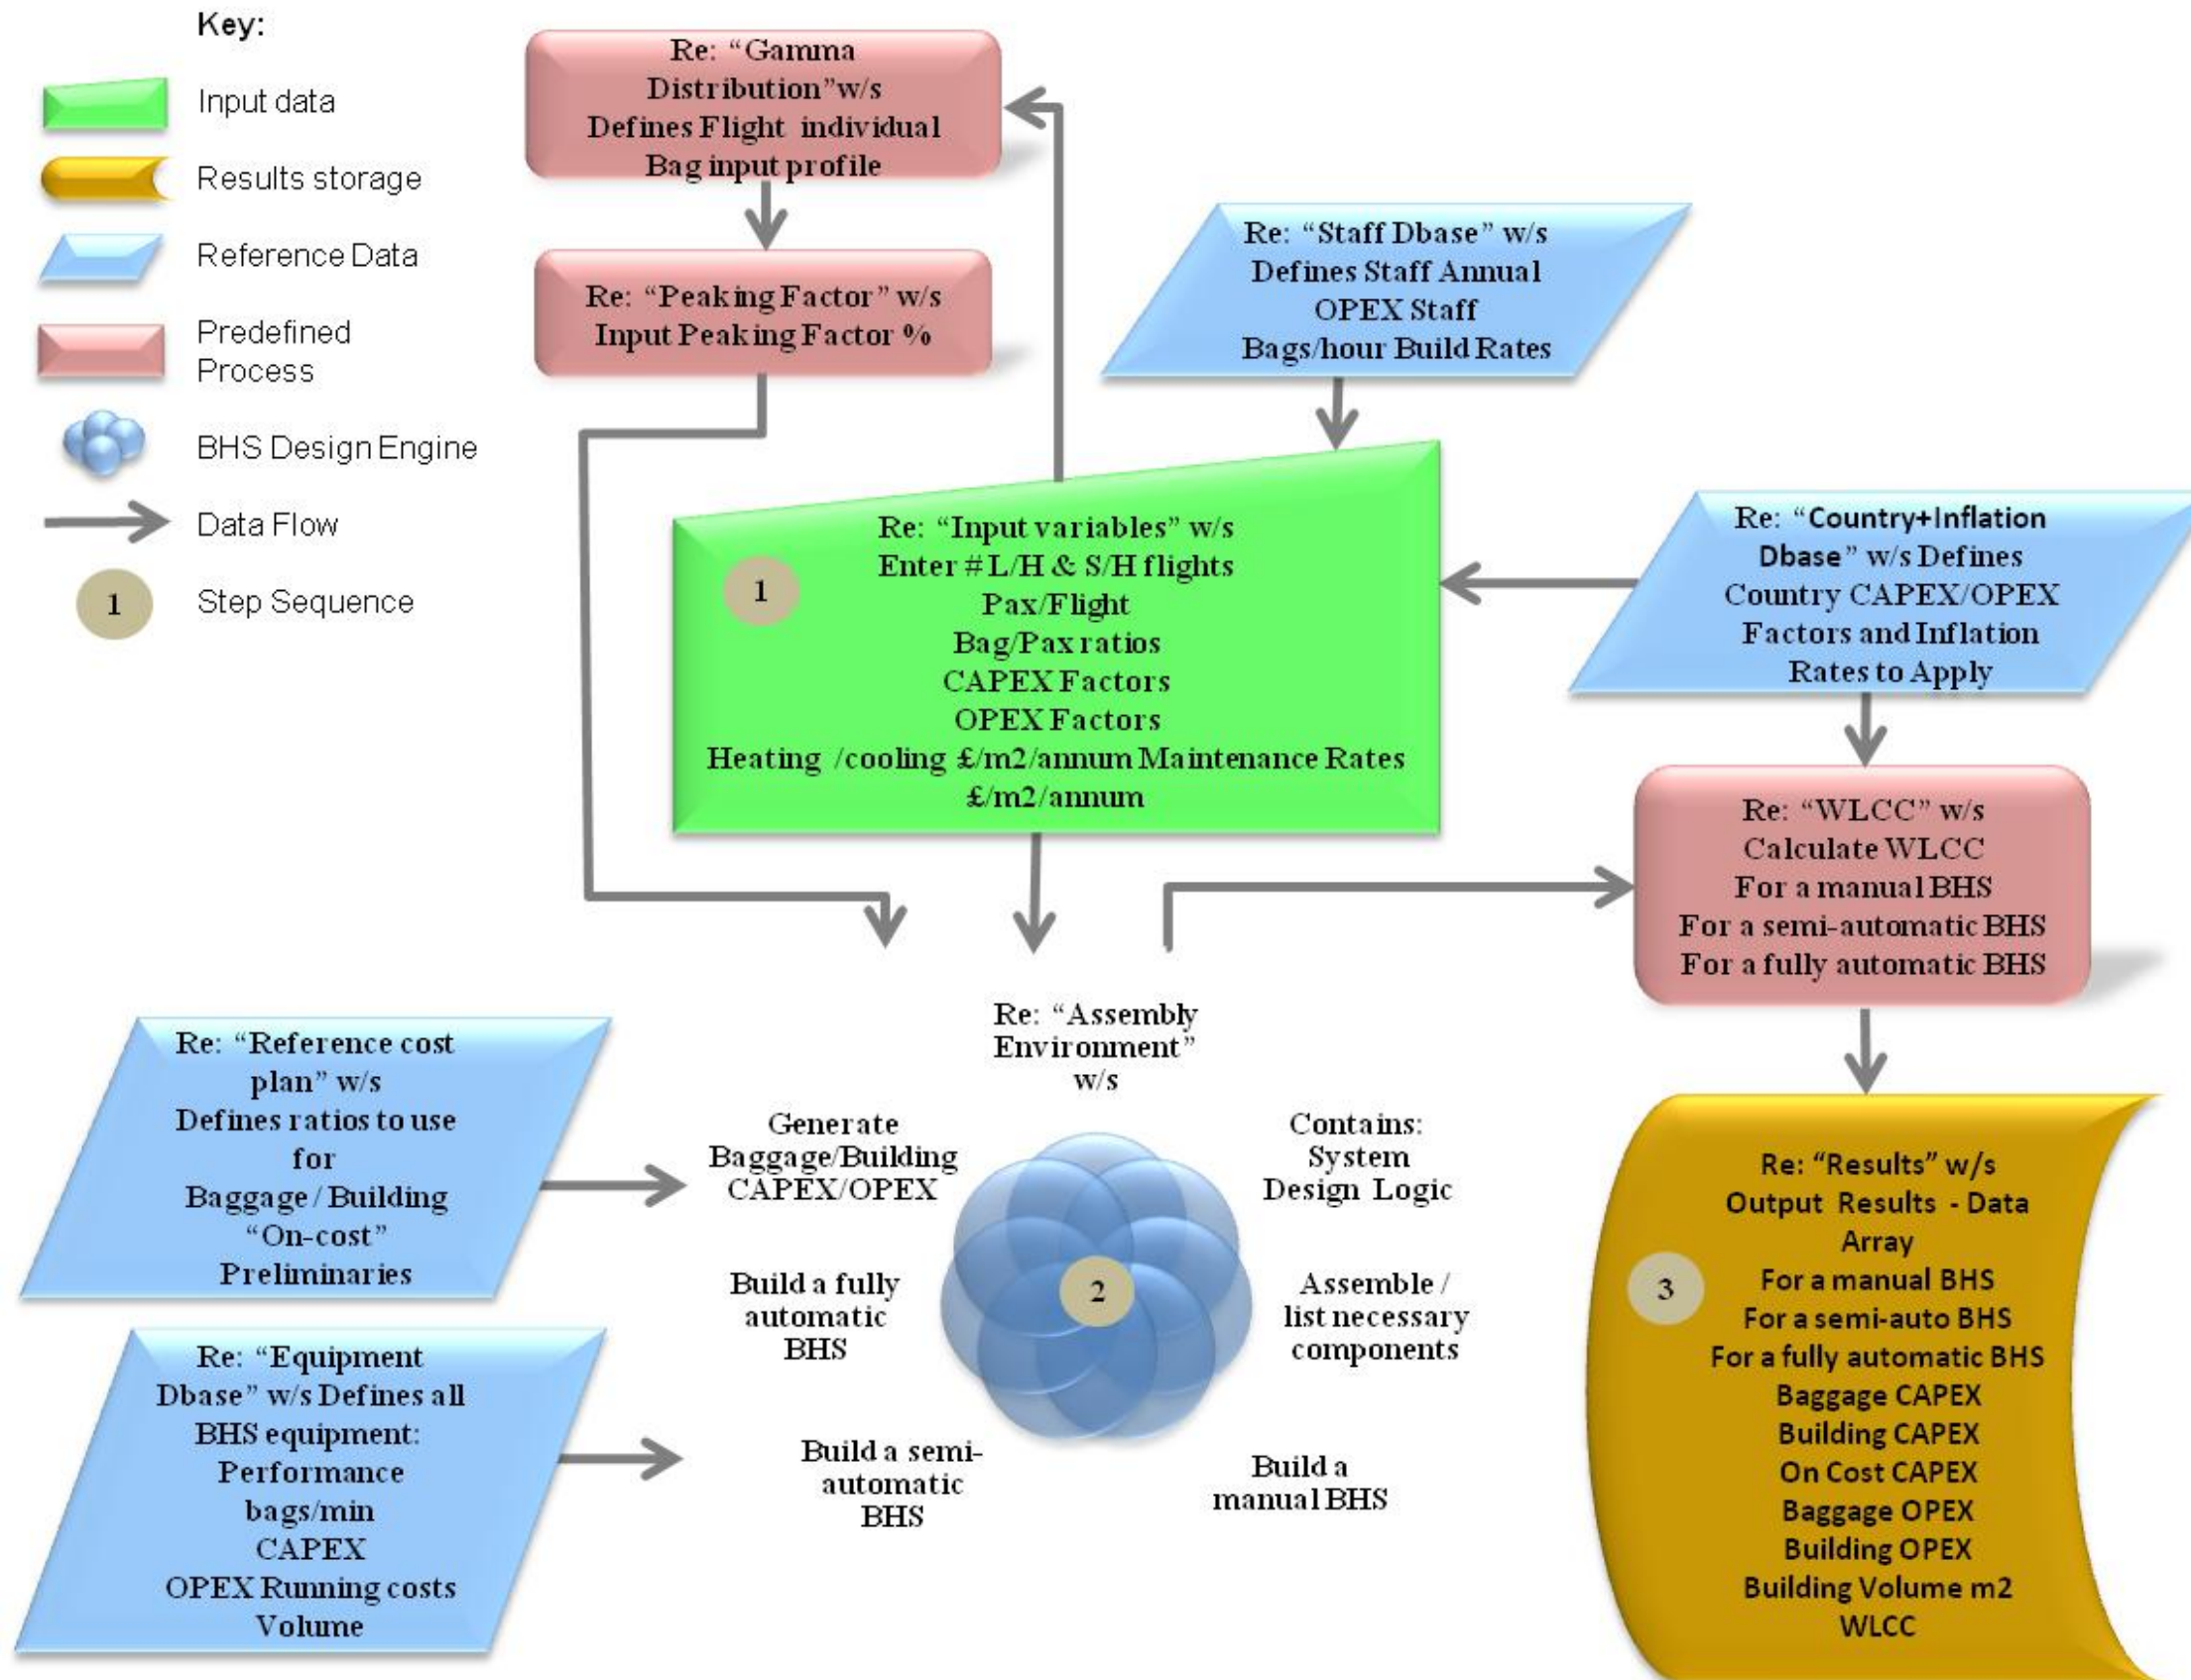 Key:
Input data
Results storage
Reference Data
Predefined
Process
BHS Design Engine
Data Flow
1
Step Sequence
Re: “Gamma
Distribution”w/s
Defines Flight individual
Bag input profile
Re: “Peaking Factor” w/s
Input Peaking Factor %
Re: “Staff Dbase” w/s
Defines Staff Annual
OPEX Staff
Bags/hour Build Rates
1
Re: “Input variables” w/s
Enter # L/H & S/H flights
Pax/Flight
Bag/Pax ratios
CAPEX Factors
OPEX Factors
Heating /cooling £/m2/annum Maintenance Rates
£/m2/annum
Re: “Country+Inflation
Dbase” w/s Defines
Country CAPEX/OPEX
Factors and Inflation
Rates to Apply
Re: “WLCC” w/s
Calculate WLCC
For a manual BHS
For a semi-automatic BHS
For a fully automatic BHS
Re: “Reference cost
plan” w/s
Defines ratios to use
for
Baggage / Building
“On-cost”
Preliminaries
Re: “Equipment
Dbase” w/s Defines all
BHS equipment:
Performance
bags/min
CAPEX
OPEX Running costs
Volume
Re: “Assembly
Environment”
w/s
Generate
Baggage/Building
CAPEX/OPEX
Contains:
System
Design Logic
Build a fully
automatic
BHS
2
Assemble /
list necessary
components
Build a semi-
automatic
BHS
Build a
manual BHS
3
Re: “Results” w/s
Output Results - Data
Array
For a manual BHS
For a semi-auto BHS
For a fully automatic BHS
Baggage CAPEX
Building CAPEX
On Cost CAPEX
Baggage OPEX
Building OPEX
Building Volume m2
WLCC